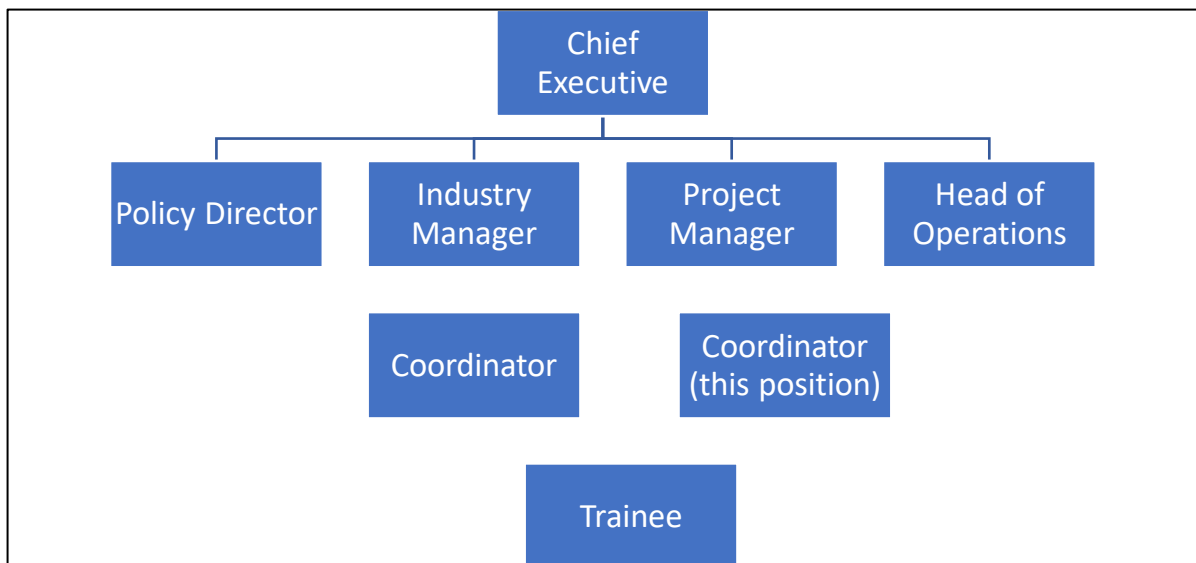 Chief
Executive
Policy Director
Industry
Manager
Project
Manager
Head of
Operations
Coordinator
Coordinator
(this position)
Trainee